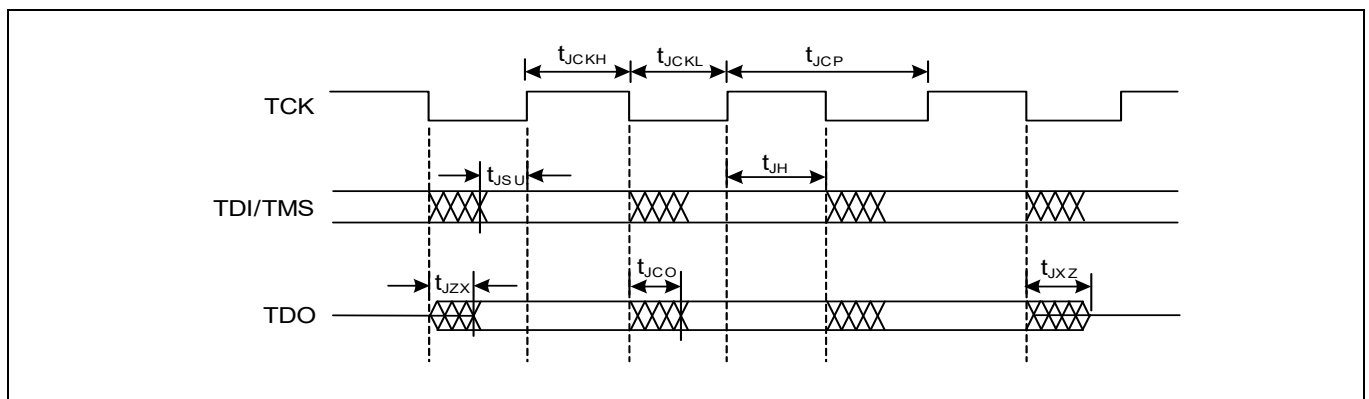 tJCKH tJCKL tJCP
TCK
tJSU tJH
TDI/TMS
tJZX tJCO tJXZ
TDO